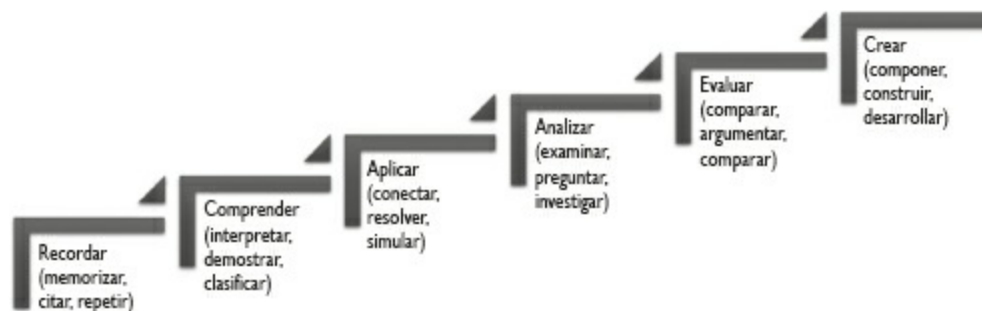 Recordar
(memorizar,
citar, repetir)
Comprender
(interpretar,
demostrar,
clasificar)
Aplicar
(conectar,
resolver,
simular)
Analizar
(examinar,
preguntar,
investigar)
Evaluar
(comparar,
argumentar,
comparar)
Crear
(componer,
construir,
desarrollar)